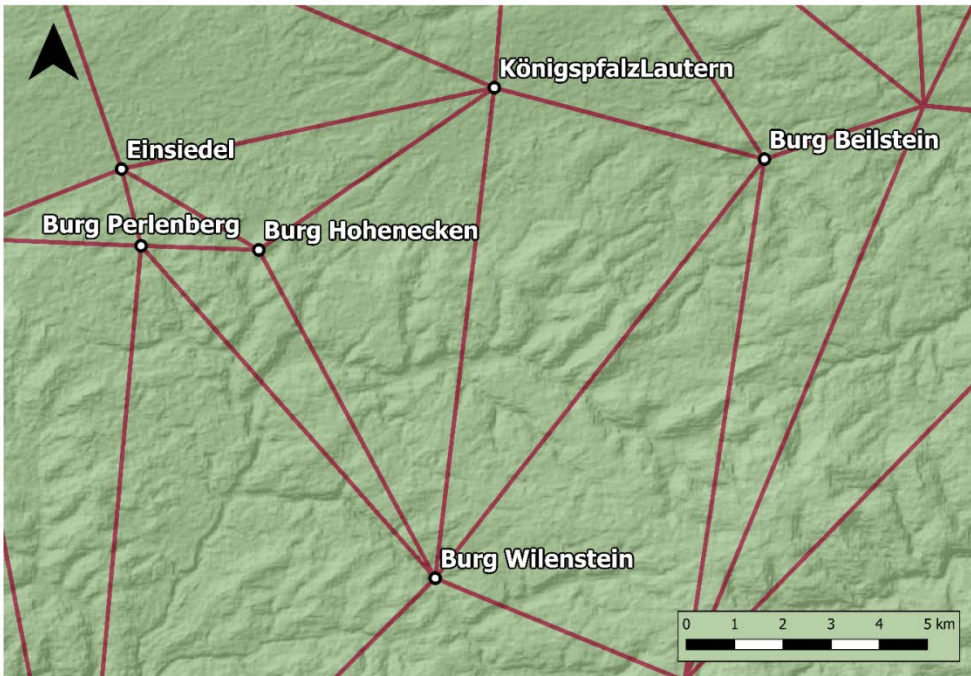 KönigspfalzLautern
Burg Beilstein
Einsiedel
Burg Perlenberg
Burg Hohenecken
Burg Wilenstein
0 1 2 3 4 5 km